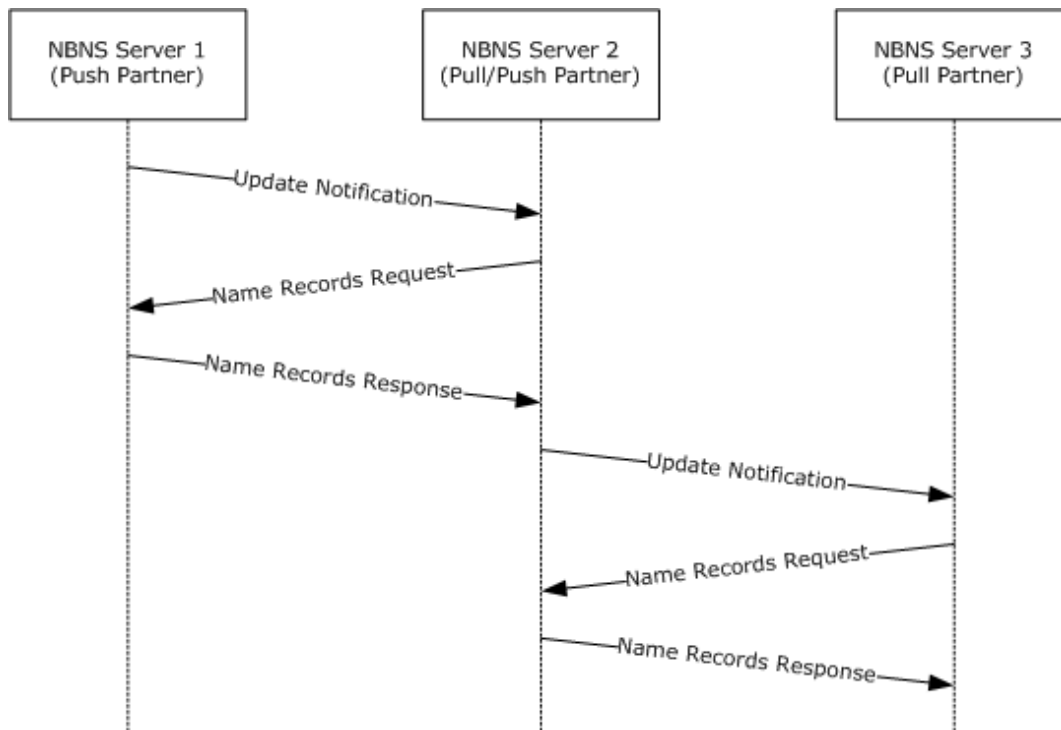 NBNS Server 1
(Push Partner)
NBNS Server 2
(Pull/Push Partner)
NBNS Server 3
(Pull Partner)
Update Notification
Name Records Request
Name Records Response
Update Notification
Name Records Request
Name Records Response